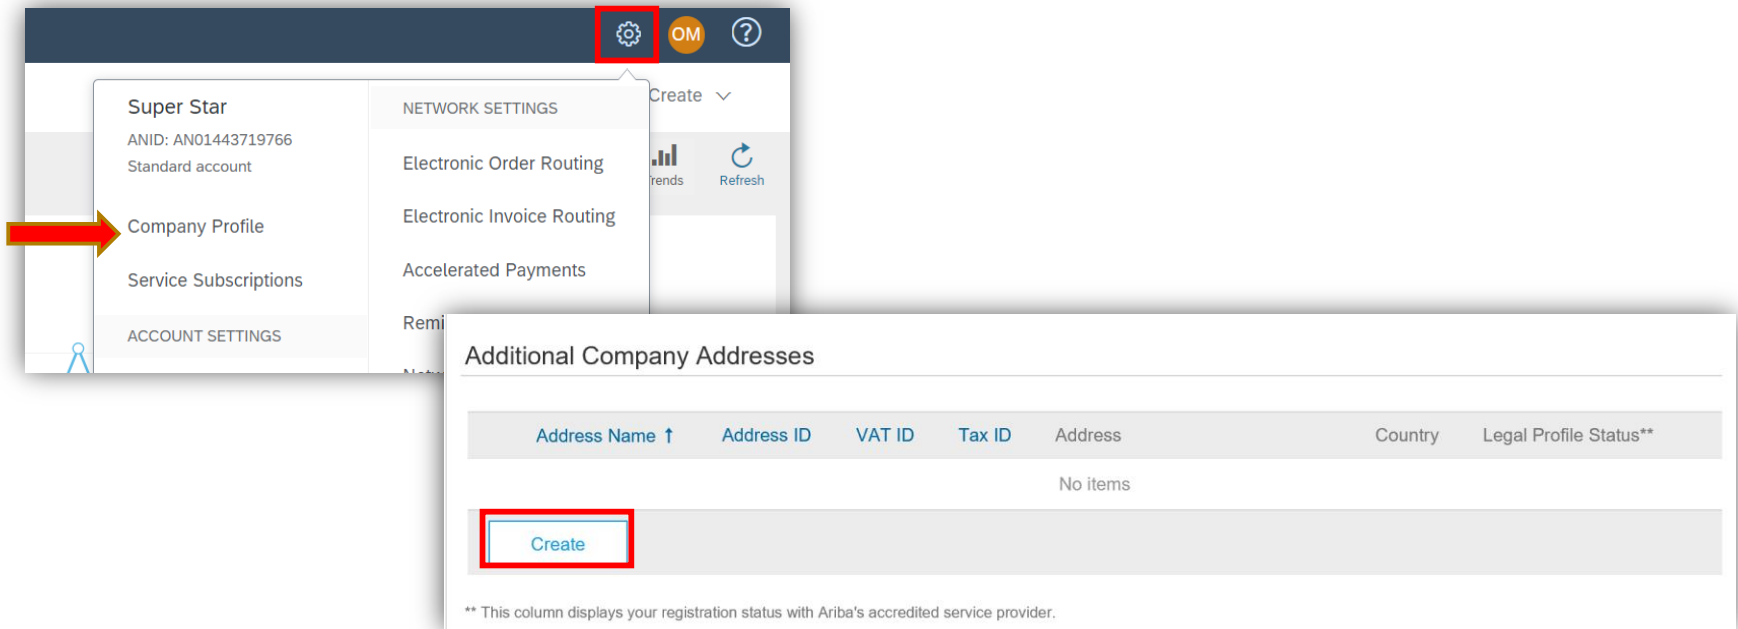 OM ?
Create
Super Star
ANID: AN01443719766
Standard account
Company Profile
Service Subscriptions
ACCOUNT SETTINGS
NETWORK SETTINGS
Electronic Order Routing
Electronic Invoice Routing
Accelerated Payments
Remi
rends
Refresh
Additional Company Addresses
Address Name ↑ Address ID VAT ID Tax ID Address Country Legal Profile Status**
No items
Create
** This column displays your registration status with Ariba's accredited service provider.